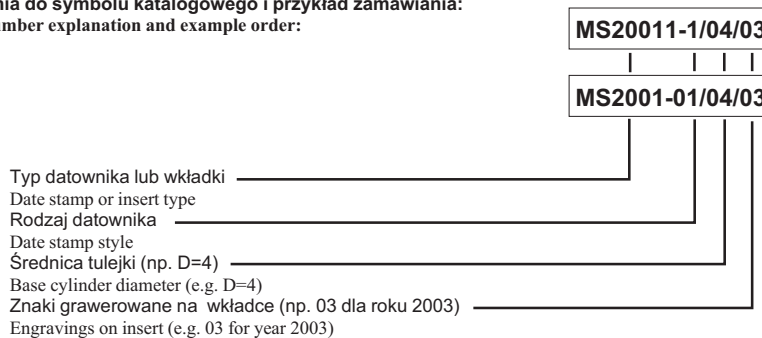 nia do symbolu katalogowego i przykład zamawiania:
mber explanation and example order:
MS20011-1/04/03
MS2001-01/04/03
Typ datownika lub wkładki
Date stamp or insert type
Rodzaj datownika
Date stamp style
Średnica tulejki (np. D=4)
Base cylinder diameter (e.g. D=4)
Znaki grawerowane na wkładce (np. 03 dla roku 2003)
Engravings on insert (e.g. 03 for year 2003)